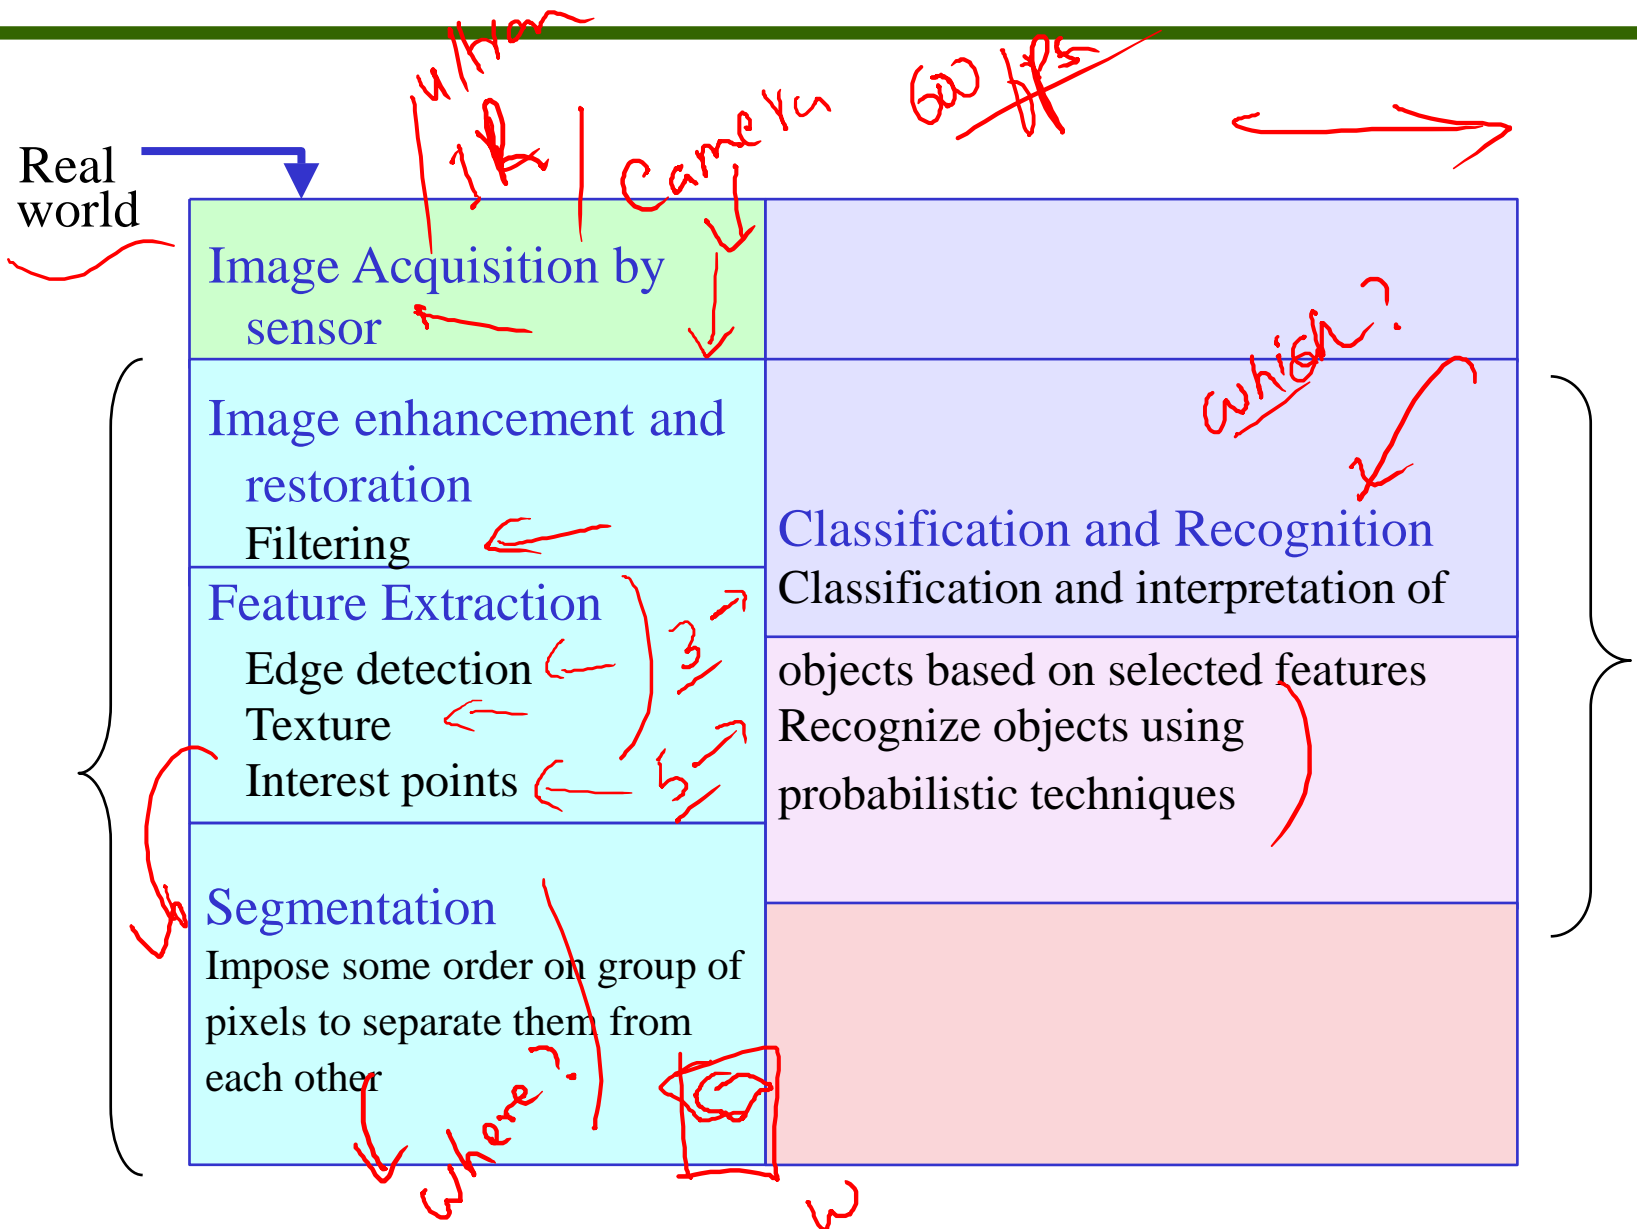 IR
Camera
600 fps
Real
world
Image Acquisition by
sensor
which?
Image enhancement and
restoration
Filtering
Feature Extraction
Edge detection
Texture
Interest points
3
5
Segmentation
Impose some order on group of
pixels to separate them from
each other
where?
Classification and Recognition
Classification and interpretation of
objects based on selected features
Recognize objects using
probabilistic techniques
w